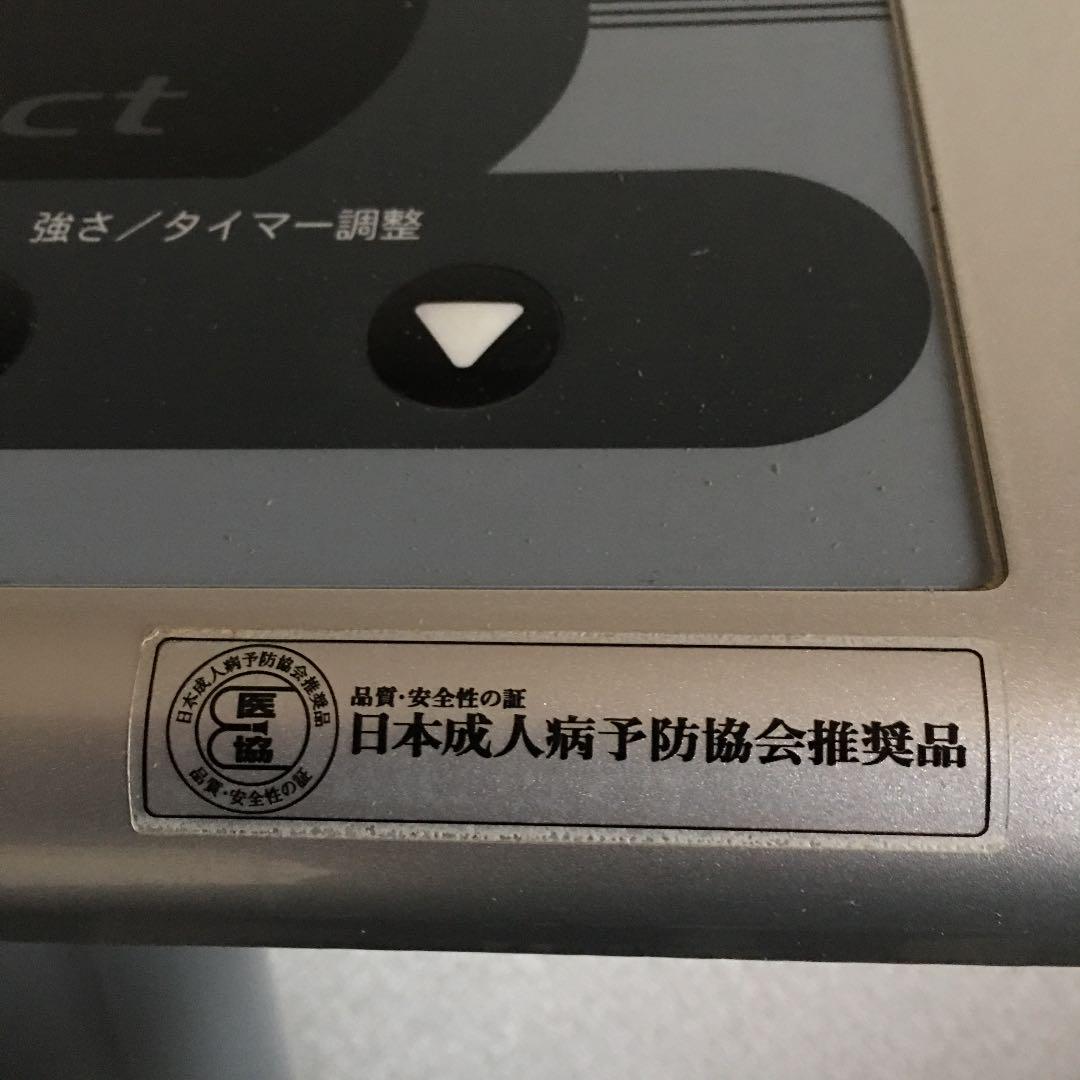 ct
強さ／タイマー調整
日本成人病予防協会推奨品
医
協
品質・安全性の証
品質・安全性の証
日本成人病予防協会推奨品